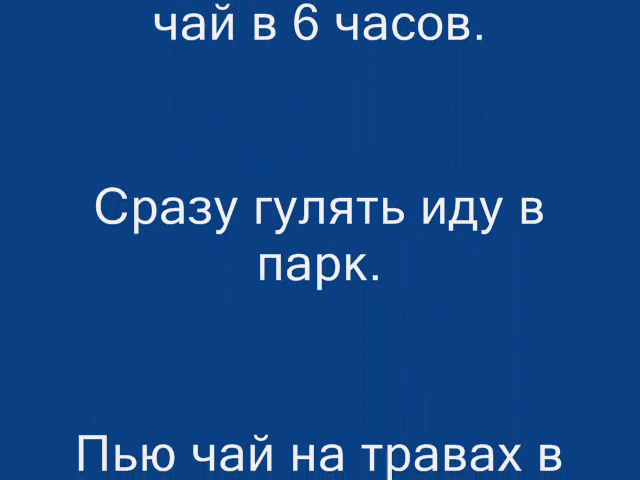 чай в 6 часов.
Сразу гулять иду в
парк.
Пью чай на травах в